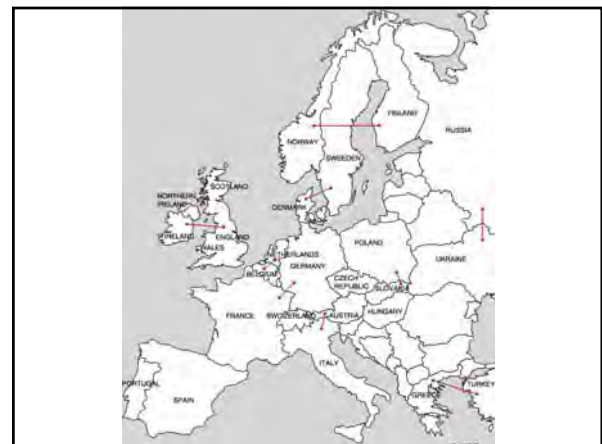 FINLAND
RUSSIA
NORWAY
SWEDEN
SCOTLAND
NORTHERN
IRELAND
DENMARK
IRELAND
ENGLAND
WALES
NETHERLANDS
POLAND
BELGIUM
GERMANY
UKRAINE
CZECH
REPUBLIC
SLOVAKIA
FRANCE
SWITZERLAND
AUSTRIA
HUNGARY
ITALY
PORTUGAL
SPAIN
GREECE
TURKEY